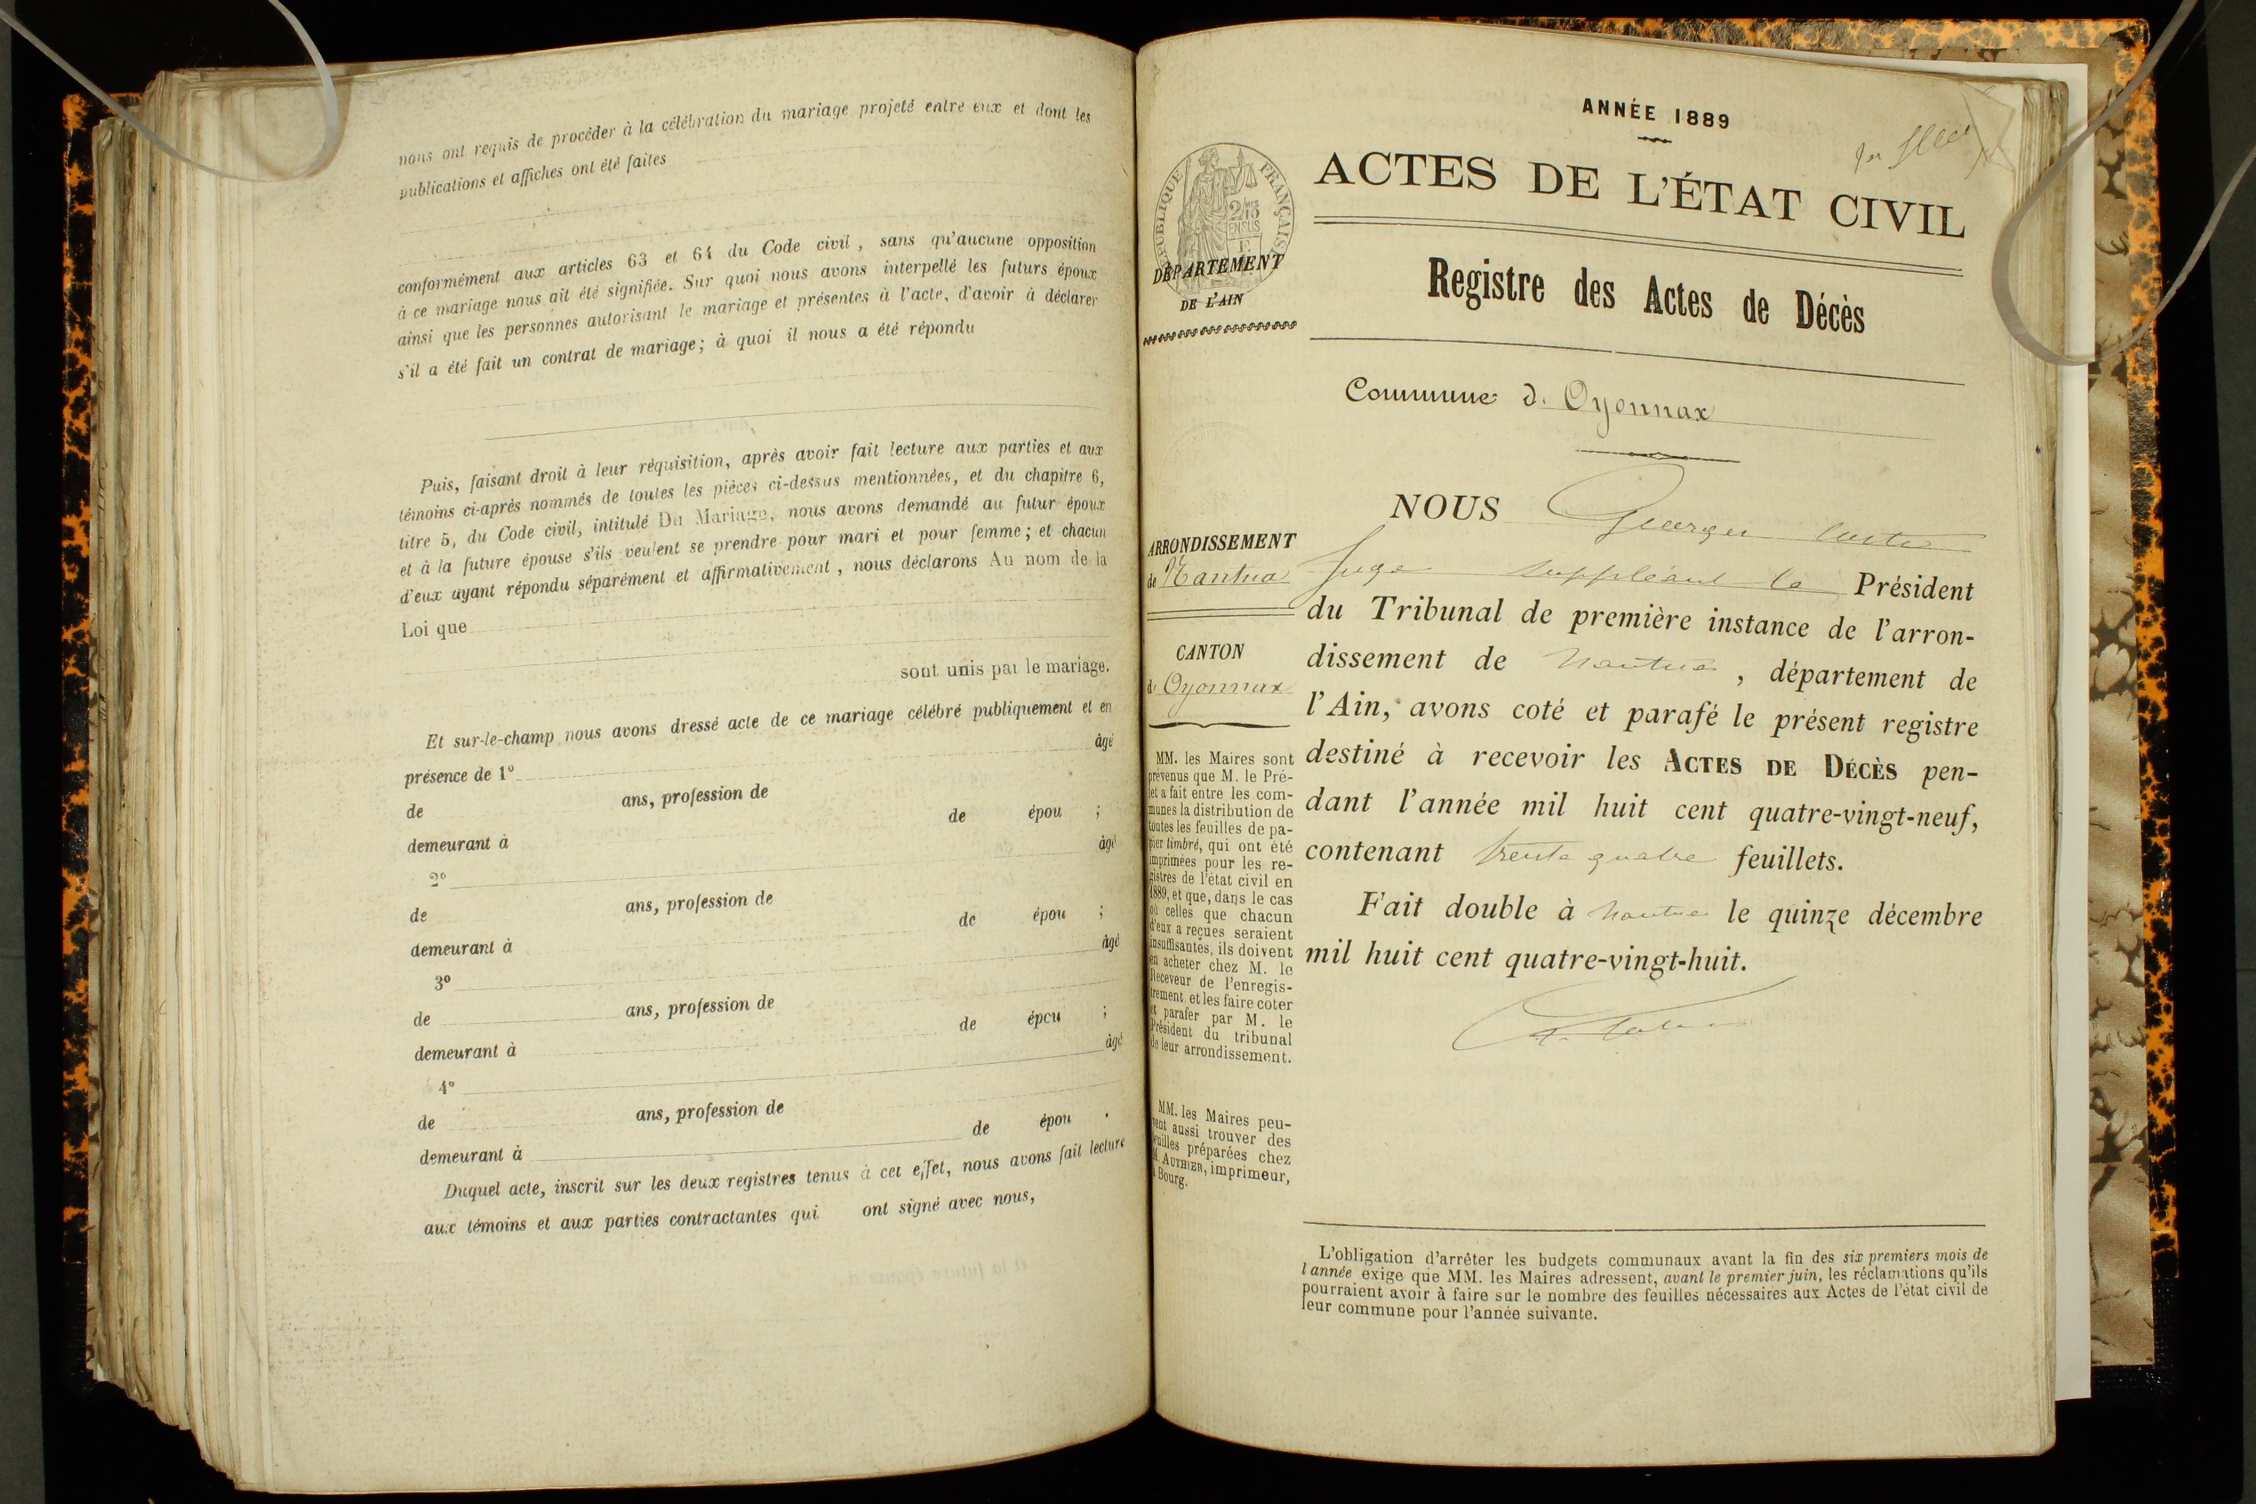 nous ont requis de procéder à la célébration du mariage projeté entre eux et dont les
publications et affiches ont été faites
conformément aux articles 63 et 64 du Code civil, sans qu'aucune opposition
à ce mariage nous ait été signifiée. Sur quoi nous avons interpellé les futurs époux
ainsi que les personnes autorisant le mariage et présentes à l'acte, d'avoir à déclarer
s'il a été fait un contrat de mariage; à quoi il nous a été répondu
Puis, faisant droit à leur réquisition, après avoir fait lecture aux parties et aux
témoins ci-après nommés de toutes les pièces ci-dessus mentionnées, et du chapitre 6,
titre 5, du Code civil, intitulé Du Mariage, nous avons demandé au futur époux
et à la future épouse s'ils veulent se prendre pour mari et pour femme; et chacun
d'eux ayant répondu séparément et affirmativement, nous déclarons Au nom de la
Loi que
sont unis par le mariage.
Et sur-le-champ nous avons dressé acte de ce mariage célébré publiquement et en
présence de 1° âgé
de ans, profession de
demeurant à de épou ;
2° âgé
de ans, profession de
demeurant à de épou ;
3° âgé
de ans, profession de
demeurant à de épou ;
4° âgé
de ans, profession de
demeurant à de épou .
Duquel acte, inscrit sur les deux registres tenus à cet effet, nous avons fait lecture
aux témoins et aux parties contractantes qui ont signé avec nous,
ANNÉE 1889
ACTES DE L'ÉTAT CIVIL
RÉPUBLIQUE FRANÇAISE
DÉPARTEMENT
DE L'AIN
Registre des Actes de Décès
Commune d. Oyonnax
ARRONDISSEMENT
de Nantua
CANTON
d. Oyonnax
MM. les Maires sont
prévenus que M. le Pré-
fet a fait entre les com-
munes la distribution de
toutes les feuilles de pa-
pier timbré, qui ont été
imprimées pour les re-
gistres de l'état civil en
1889, et que, dans le cas
où celles que chacun
d'eux a reçues seraient
insuffisantes, ils doivent
en acheter chez M. le
Receveur de l'enregis-
trement, et les faire coter
et parafer par M. le
Président du tribunal
de leur arrondissement.
MM. les Maires peu-
vent aussi trouver des
feuilles préparées chez
M. AUTHIER, imprimeur,
à Bourg.
NOUS Georges
Juge suppléant le Président
du Tribunal de première instance de l'arron-
dissement de Nantua, département de
l'Ain, avons coté et parafé le présent registre
destiné à recevoir les ACTES DE DÉCÈS pen-
dant l'année mil huit cent quatre-vingt-neuf,
contenant trente quatre feuillets.
Fait double à Nantua le quinze décembre
mil huit cent quatre-vingt-huit.
L'obligation d'arrêter les budgets communaux avant la fin des six premiers mois de
l'année exige que MM. les Maires adressent, avant le premier juin, les réclamations qu'ils
pourraient avoir à faire sur le nombre des feuilles nécessaires aux Actes de l'état civil de
leur commune pour l'année suivante.